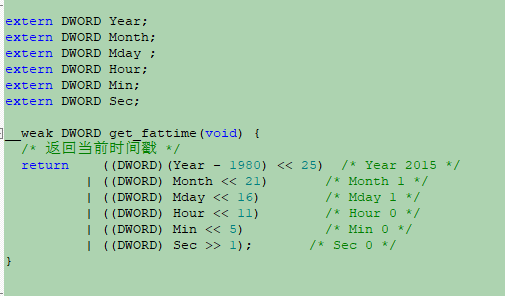 extern DWORD Year;
extern DWORD Month;
extern DWORD Mday ;
extern DWORD Hour;
extern DWORD Min;
extern DWORD Sec;
__weak DWORD get_fattime(void) {
/* 返回当前时间戳 */
return ((DWORD)(Year - 1980) << 25) /* Year 2015 */
| ((DWORD) Month << 21) /* Month 1 */
| ((DWORD) Mday << 16) /* Mday 1 */
| ((DWORD) Hour << 11) /* Hour 0 */
| ((DWORD) Min << 5) /* Min 0 */
| ((DWORD) Sec >> 1); /* Sec 0 */
}